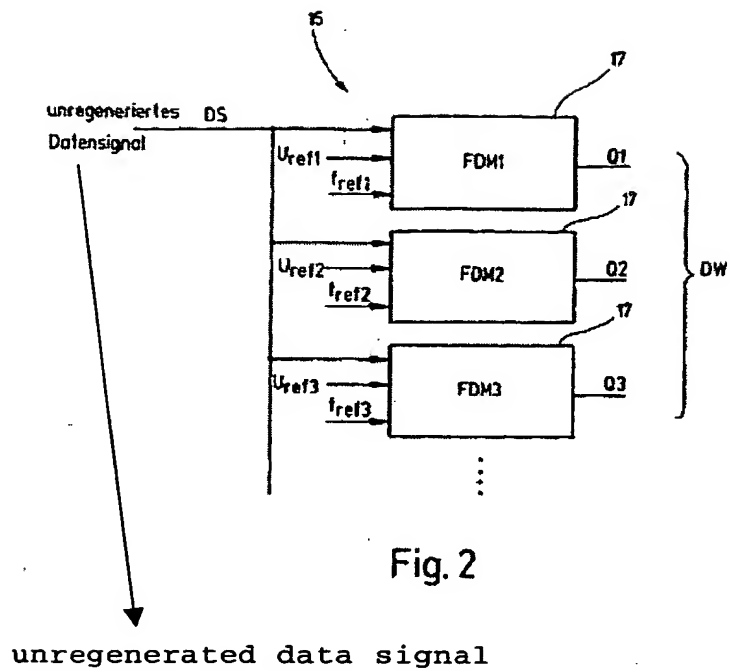 15
17
unregeneriertes DS
Datensignal
Uref1
fref1
FDM1
Q1
17
Uref2
fref2
FDM2
Q2
DW
17
Uref3
fref3
FDM3
Q3
Fig. 2
unregenerated data signal